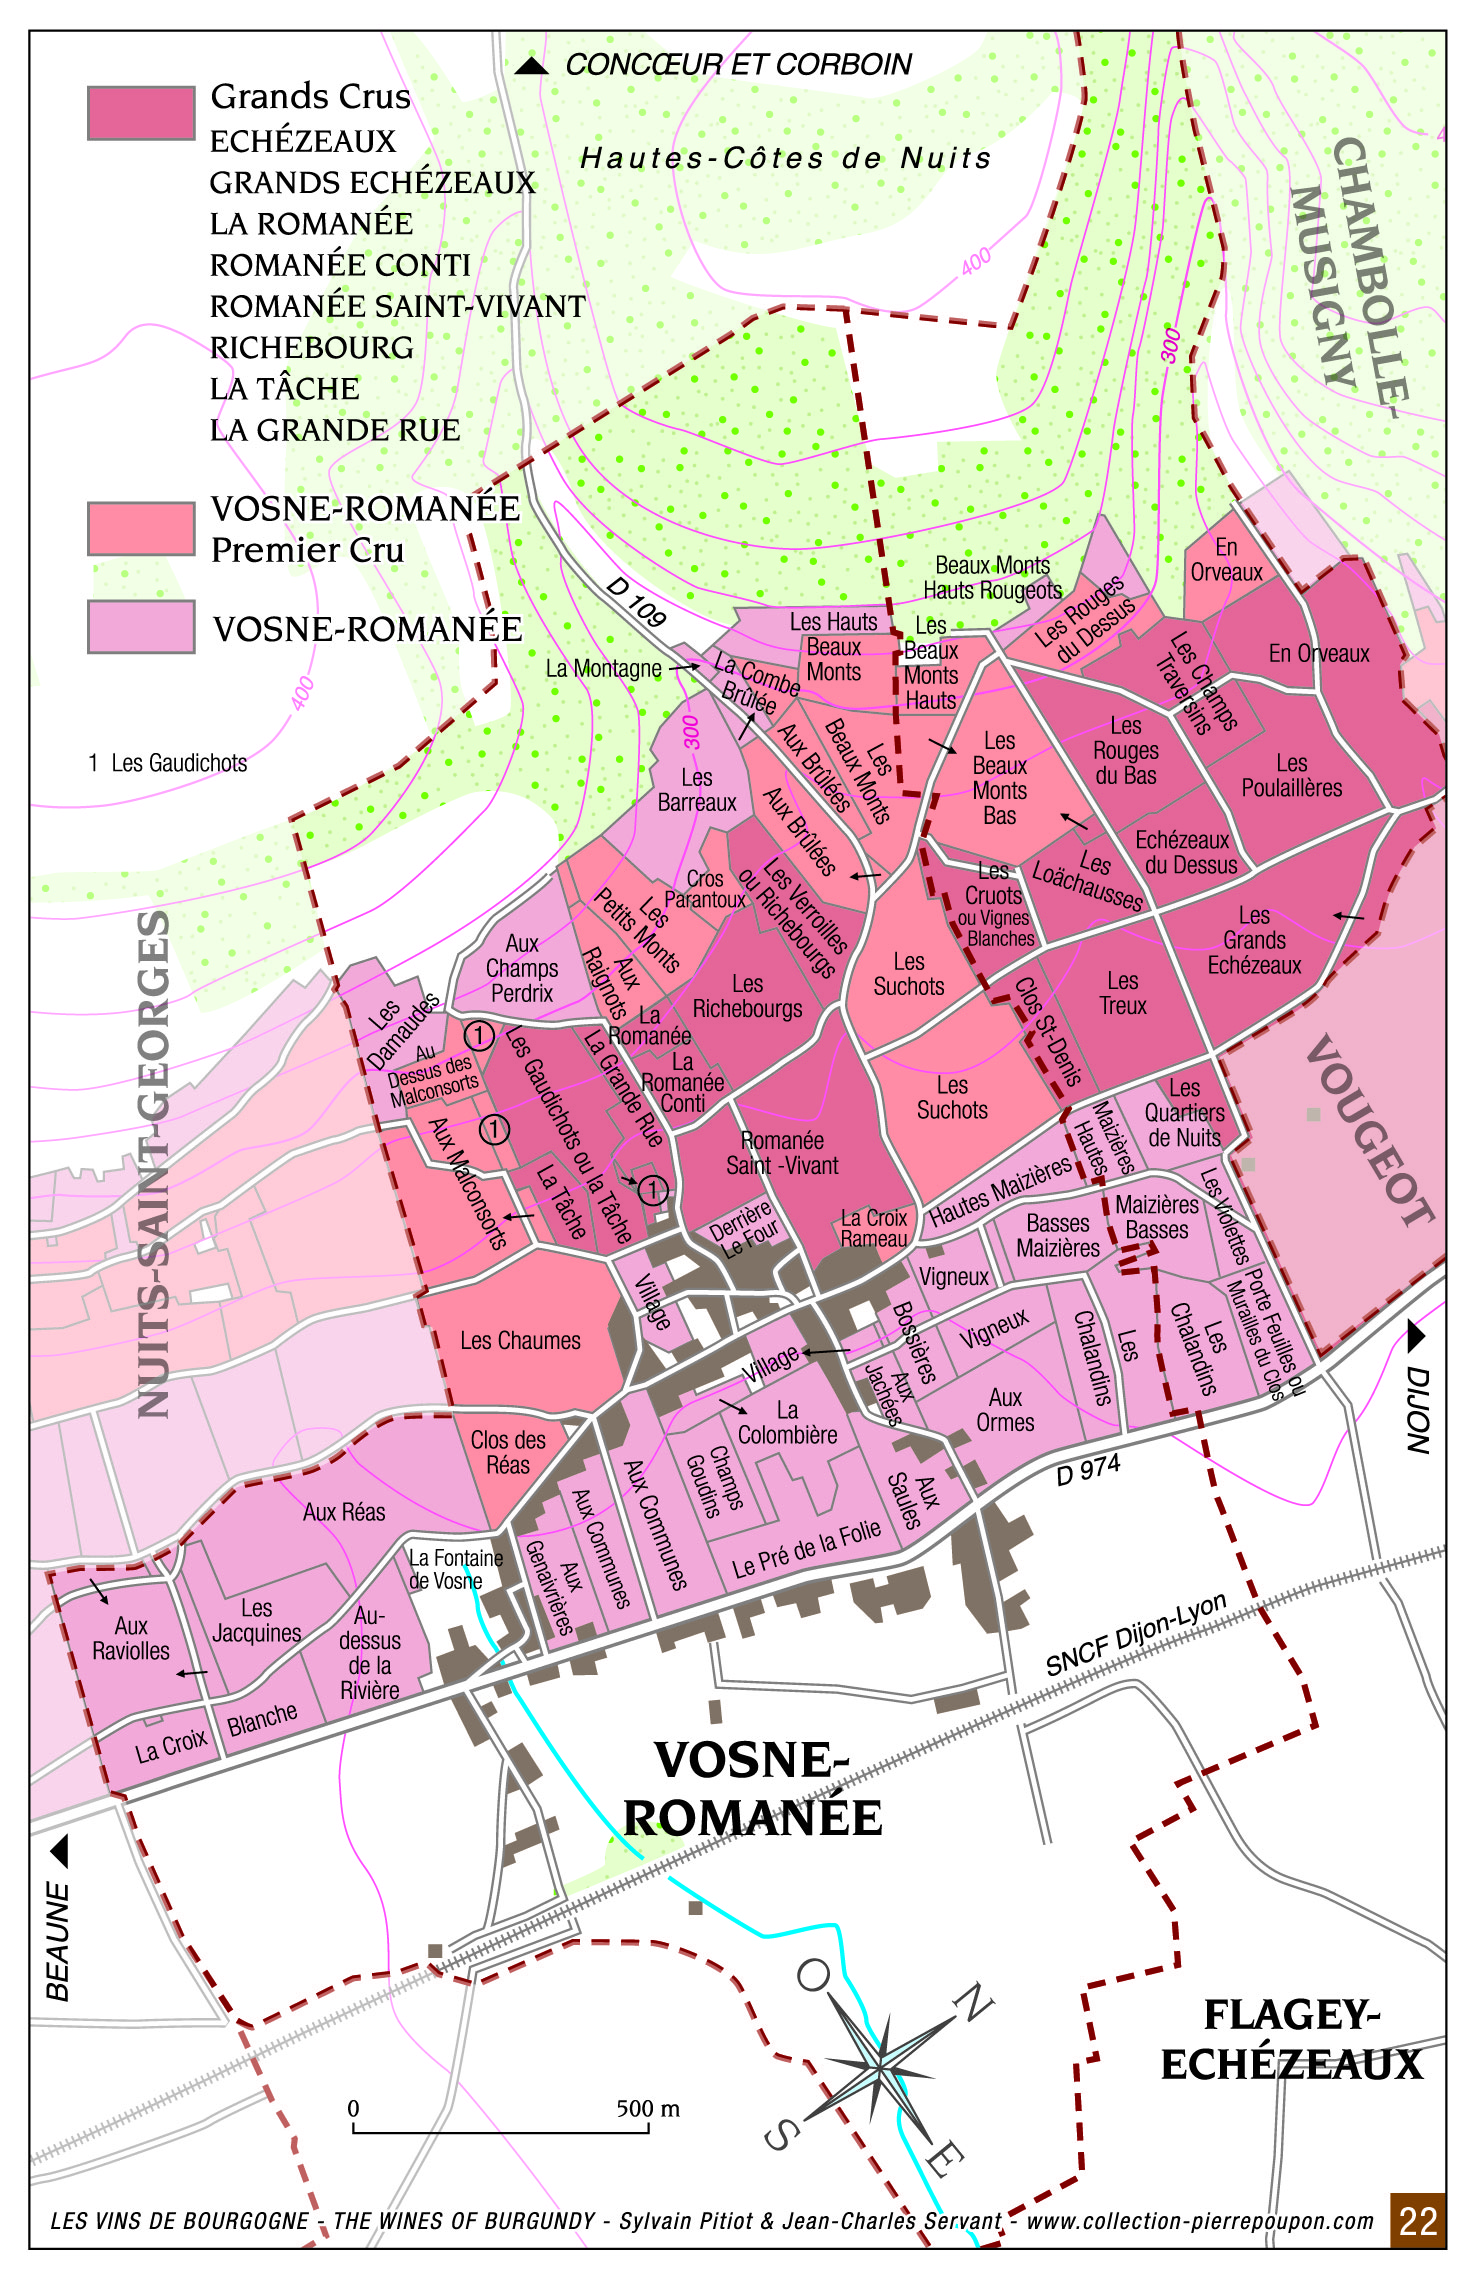 CONCŒUR ET CORBOIN
Hautes-Côtes de Nuits
Grands Crus
ECHÉZEAUX
GRANDS ECHÉZEAUX
LA ROMANÉE
ROMANÉE CONTI
ROMANÉE SAINT-VIVANT
RICHEBOURG
LA TÂCHE
LA GRANDE RUE
VOSNE-ROMANÉE
Premier Cru
VOSNE-ROMANÉE
1 Les Gaudichots
CHAMBOLLE-
MUSIGNY
400
300
400
300
4
D 109
La Montagne
Beaux Monts
Hauts Rougeots
En
Orveaux
Les Rouges
du Dessus
Les Hauts
Beaux
Monts
Les
Beaux
Monts
Hauts
La Combe
Brûlée
Les Champs
Traversins
En Orveaux
Les
Barreaux
Aux Brûlées
Les
Beaux Monts
Les
Beaux
Monts
Bas
Les
Rouges
du Bas
Les
Poulaillères
Aux Brûlées
Echézeaux
du Dessus
Les
Loächausses
Les
Cruots
ou Vignes
Blanches
Cros
Parantoux
Les Verroilles
ou Richebourgs
Les
Petits Monts
Les
Grands
Echézeaux
Aux
Champs
Perdrix
Aux
Raignots
Les
Suchots
Les
Richebourgs
Les
Treux
Clos St-Denis
Les
Damaudes
La
Romanée
La
Romanée
Conti
La Grande Rue
Les Gaudichots ou la Tâche
1
Au
Dessus des
Malconsorts
1
Aux Malconsorts
La Tâche
1
Romanée
Saint -Vivant
Les
Suchots
Les
Quartiers
de Nuits
Maizières
Hautes
Hautes Maizières
Derrière
Le Four
La Croix
Rameau
Basses
Maizières
Maizières
Basses
Les Violettes
VOUGEOT
NUITS-SAINT-GEORGES
Village
Vigneux
Bossières
Vigneux
Chalandins
Les
Les
Chalandins
Porte Feuilles ou
Murailles du Clos
Les Chaumes
Village
Aux
Jachées
Aux
Ormes
DIJON
Clos des
Réas
La
Colombière
Champs
Goudins
Aux Communes
Aux
Saules
D 974
Aux Réas
Aux Communes
Le Pré de la Folie
Aux
Genaivrières
La Fontaine
de Vosne
Aux
Raviolles
Les
Jacquines
Au-
dessus
de la
Rivière
La Croix
Blanche
SNCF Dijon-Lyon
VOSNE-
ROMANÉE
BEAUNE
FLAGEY-
ECHÉZEAUX
O
N
S
E
0
500 m
LES VINS DE BOURGOGNE - THE WINES OF BURGUNDY - Sylvain Pitiot & Jean-Charles Servant - www.collection-pierrepoupon.com
22